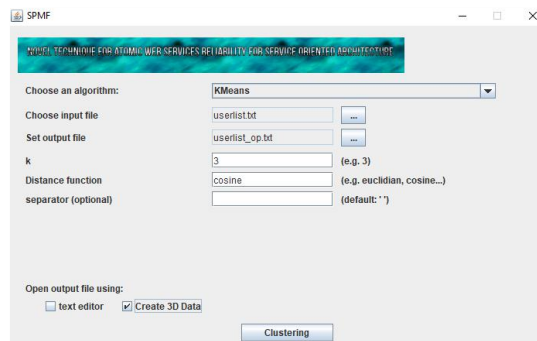 SPMF
NOVEL TECHNIQUE FOR ATOMIC WEB SERVICES RELIABILITY FOR SERVICE ORIENTED ARCHITECTURE
Choose an algorithm: KMeans
Choose input file userlist.txt ...
Set output file userlist_op.txt ...
k 3 (e.g. 3)
Distance function cosine (e.g. euclidian, cosine...)
separator (optional) (default: ' ')
Open output file using:
text editor Create 3D Data
Clustering